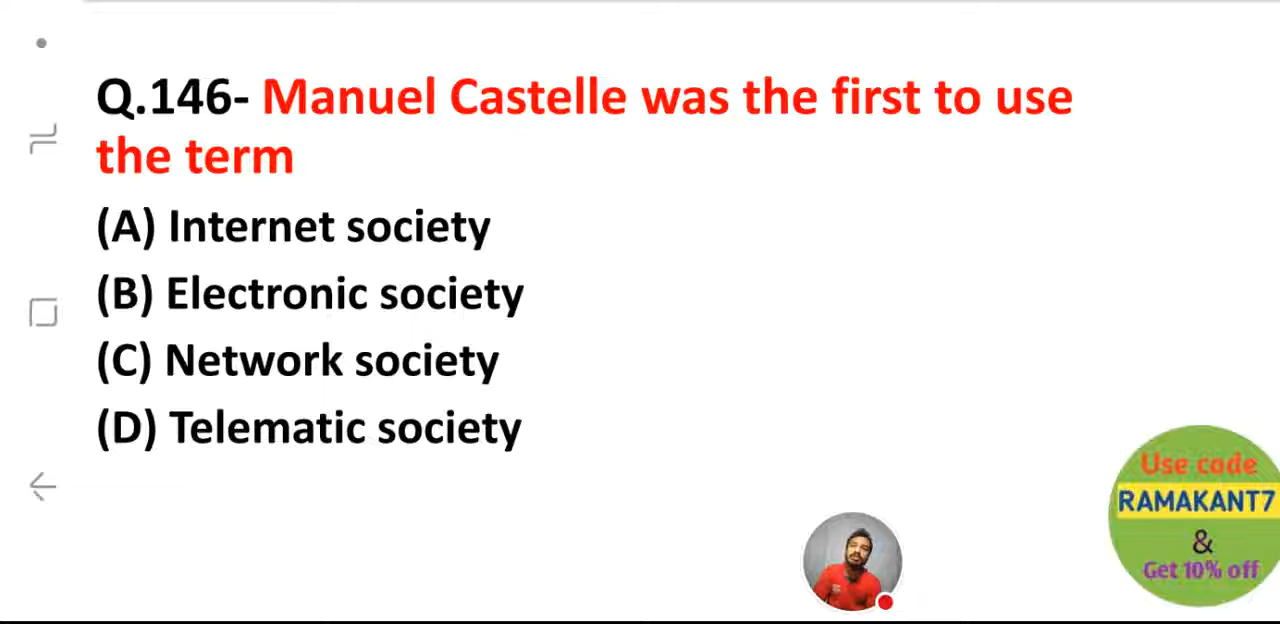 Q.146- Manuel Castelle was the first to use
the term
(A) Internet society
(B) Electronic society
(C) Network society
(D) Telematic society
Use code
RAMAKANT7
&
Get 10% off